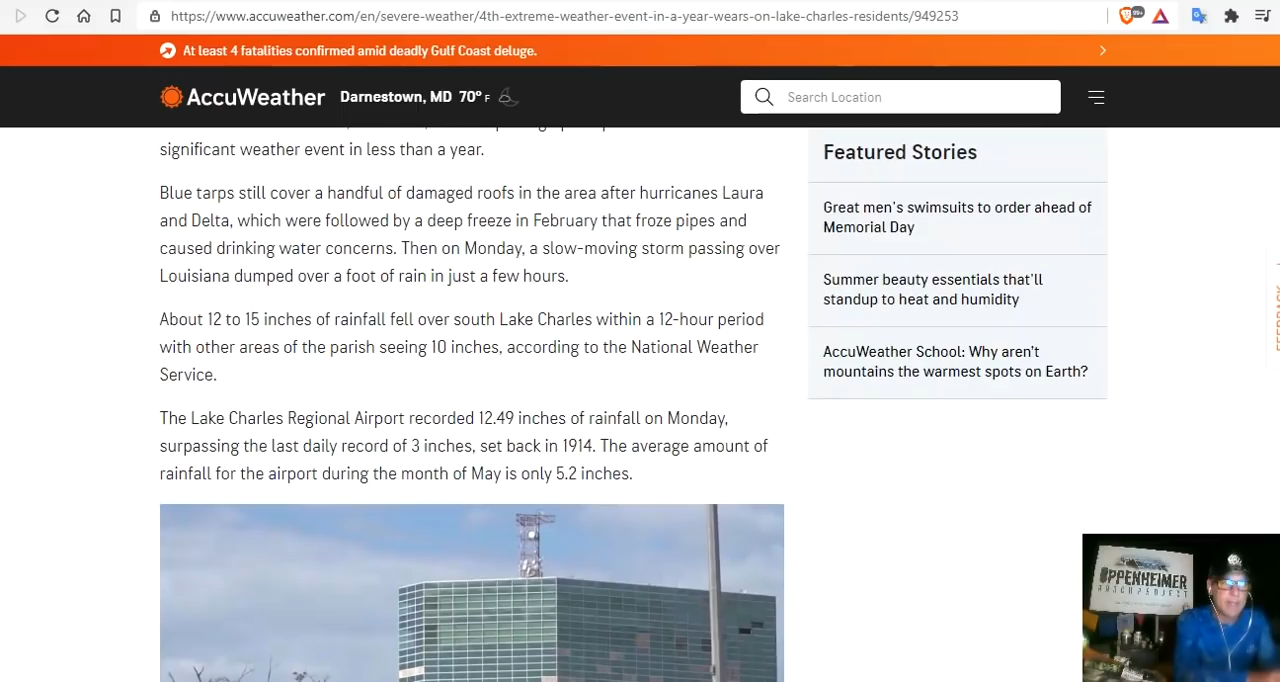 https://www.accuweather.com/en/severe-weather/4th-extreme-weather-event-in-a-year-wears-on-lake-charles-residents/949253
99+
At least 4 fatalities confirmed amid deadly Gulf Coast deluge.
AccuWeather
Darnestown, MD 70° F
Search Location
significant weather event in less than a year.
Blue tarps still cover a handful of damaged roofs in the area after hurricanes Laura
and Delta, which were followed by a deep freeze in February that froze pipes and
caused drinking water concerns. Then on Monday, a slow-moving storm passing over
Louisiana dumped over a foot of rain in just a few hours.
About 12 to 15 inches of rainfall fell over south Lake Charles within a 12-hour period
with other areas of the parish seeing 10 inches, according to the National Weather
Service.
The Lake Charles Regional Airport recorded 12.49 inches of rainfall on Monday,
surpassing the last daily record of 3 inches, set back in 1914. The average amount of
rainfall for the airport during the month of May is only 5.2 inches.
Featured Stories
Great men's swimsuits to order ahead of
Memorial Day
Summer beauty essentials that'll
standup to heat and humidity
AccuWeather School: Why aren't
mountains the warmest spots on Earth?
FEEDBACK
OPPENHEIMER